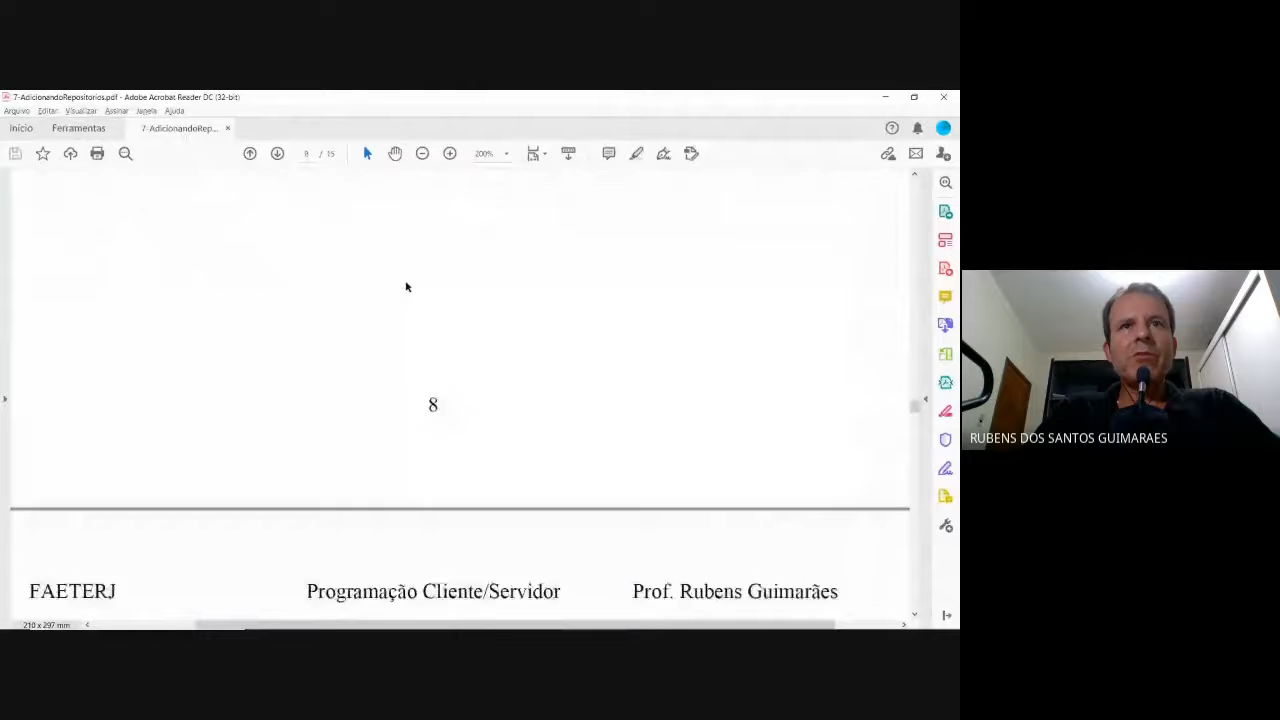 7-AdicionandoRepositorios.pdf - Adobe Acrobat Reader DC (32-bit)
Arquivo Editar Visualizar Assinar Janela Ajuda
Início Ferramentas 7-AdicionandoRep... ×
8 / 15 200%
8
FAETERJ Programação Cliente/Servidor Prof. Rubens Guimarães
210 x 297 mm
RUBENS DOS SANTOS GUIMARAES